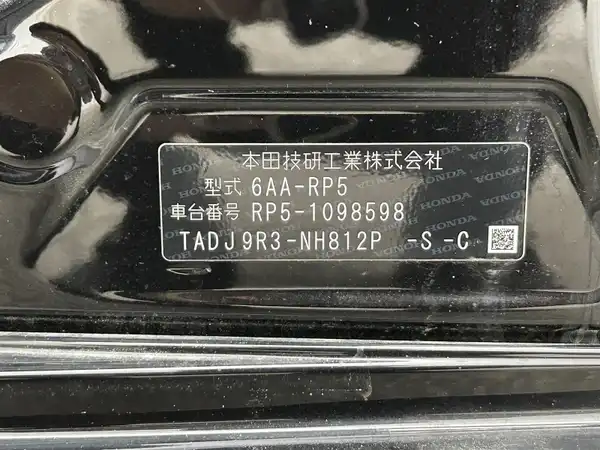 本田技研工業株式会社
型式 6AA-RP5
車台番号 RP5-1098598
TADJ9R3-NH812P -S -C